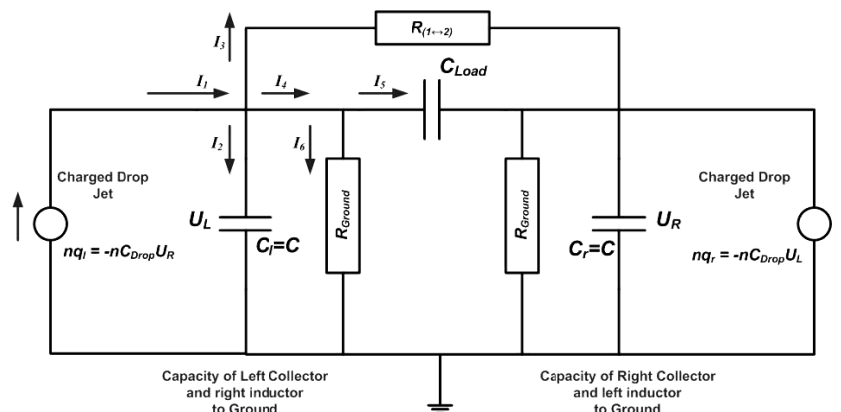 R(1↔2)
I3
CLoad
I1
I4
I5
I2
I6
Charged Drop
Jet
nql = -nCDropUR
UL
Cl=C
RGround
RGround
Cr=C
UR
Charged Drop
Jet
nqr = -nCDropUL
Capacity of Left Collector
and right inductor
to Ground
Capacity of Right Collector
and left inductor
to Ground